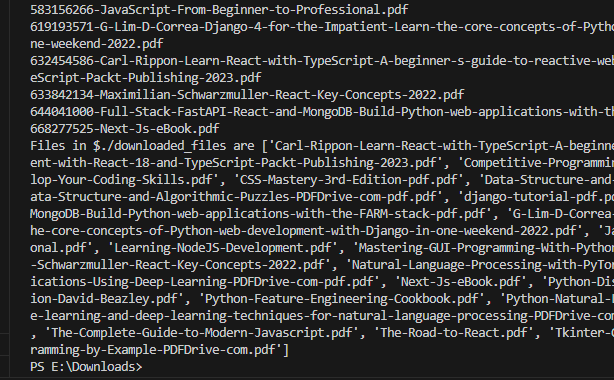 583156266-JavaScript-From-Beginner-to-Professional.pdf
619193571-G-Lim-D-Correa-Django-4-for-the-Impatient-Learn-the-core-concepts-of-Pytho
ne-weekend-2022.pdf
632454586-Carl-Rippon-Learn-React-with-TypeScript-A-beginner-s-guide-to-reactive-web
eScript-Packt-Publishing-2023.pdf
633842134-Maximilian-Schwarzmuller-React-Key-Concepts-2022.pdf
644041000-Full-Stack-FastAPI-React-and-MongoDB-Build-Python-web-applications-with-th
668277525-Next-Js-eBook.pdf
Files in $./downloaded_files are ['Carl-Rippon-Learn-React-with-TypeScript-A-beginne
ent-with-React-18-and-TypeScript-Packt-Publishing-2023.pdf', 'Competitive-Programmin
lop-Your-Coding-Skills.pdf', 'CSS-Mastery-3rd-Edition-pdf.pdf', 'Data-Structure-and-
ata-Structure-and-Algorithmic-Puzzles-PDFDrive-com-pdf.pdf', 'django-tutorial-pdf.pd
MongoDB-Build-Python-web-applications-with-the-FARM-stack-pdf.pdf', 'G-Lim-D-Correa-
he-core-concepts-of-Python-web-development-with-Django-in-one-weekend-2022.pdf', 'Ja
onal.pdf', 'Learning-NodeJS-Development.pdf', 'Mastering-GUI-Programming-With-Python
-Schwarzmuller-React-Key-Concepts-2022.pdf', 'Natural-Language-Processing-with-PyTor
ications-Using-Deep-Learning-PDFDrive-com-pdf.pdf', 'Next-Js-eBook.pdf', 'Python-Dis
ion-David-Beazley.pdf', 'Python-Feature-Engineering-Cookbook.pdf', 'Python-Natural-L
e-learning-and-deep-learning-techniques-for-natural-language-processing-PDFDrive-com
, 'The-Complete-Guide-to-Modern-Javascript.pdf', 'The-Road-to-React.pdf', 'Tkinter-G
ramming-by-Example-PDFDrive-com.pdf']
PS E:\Downloads>